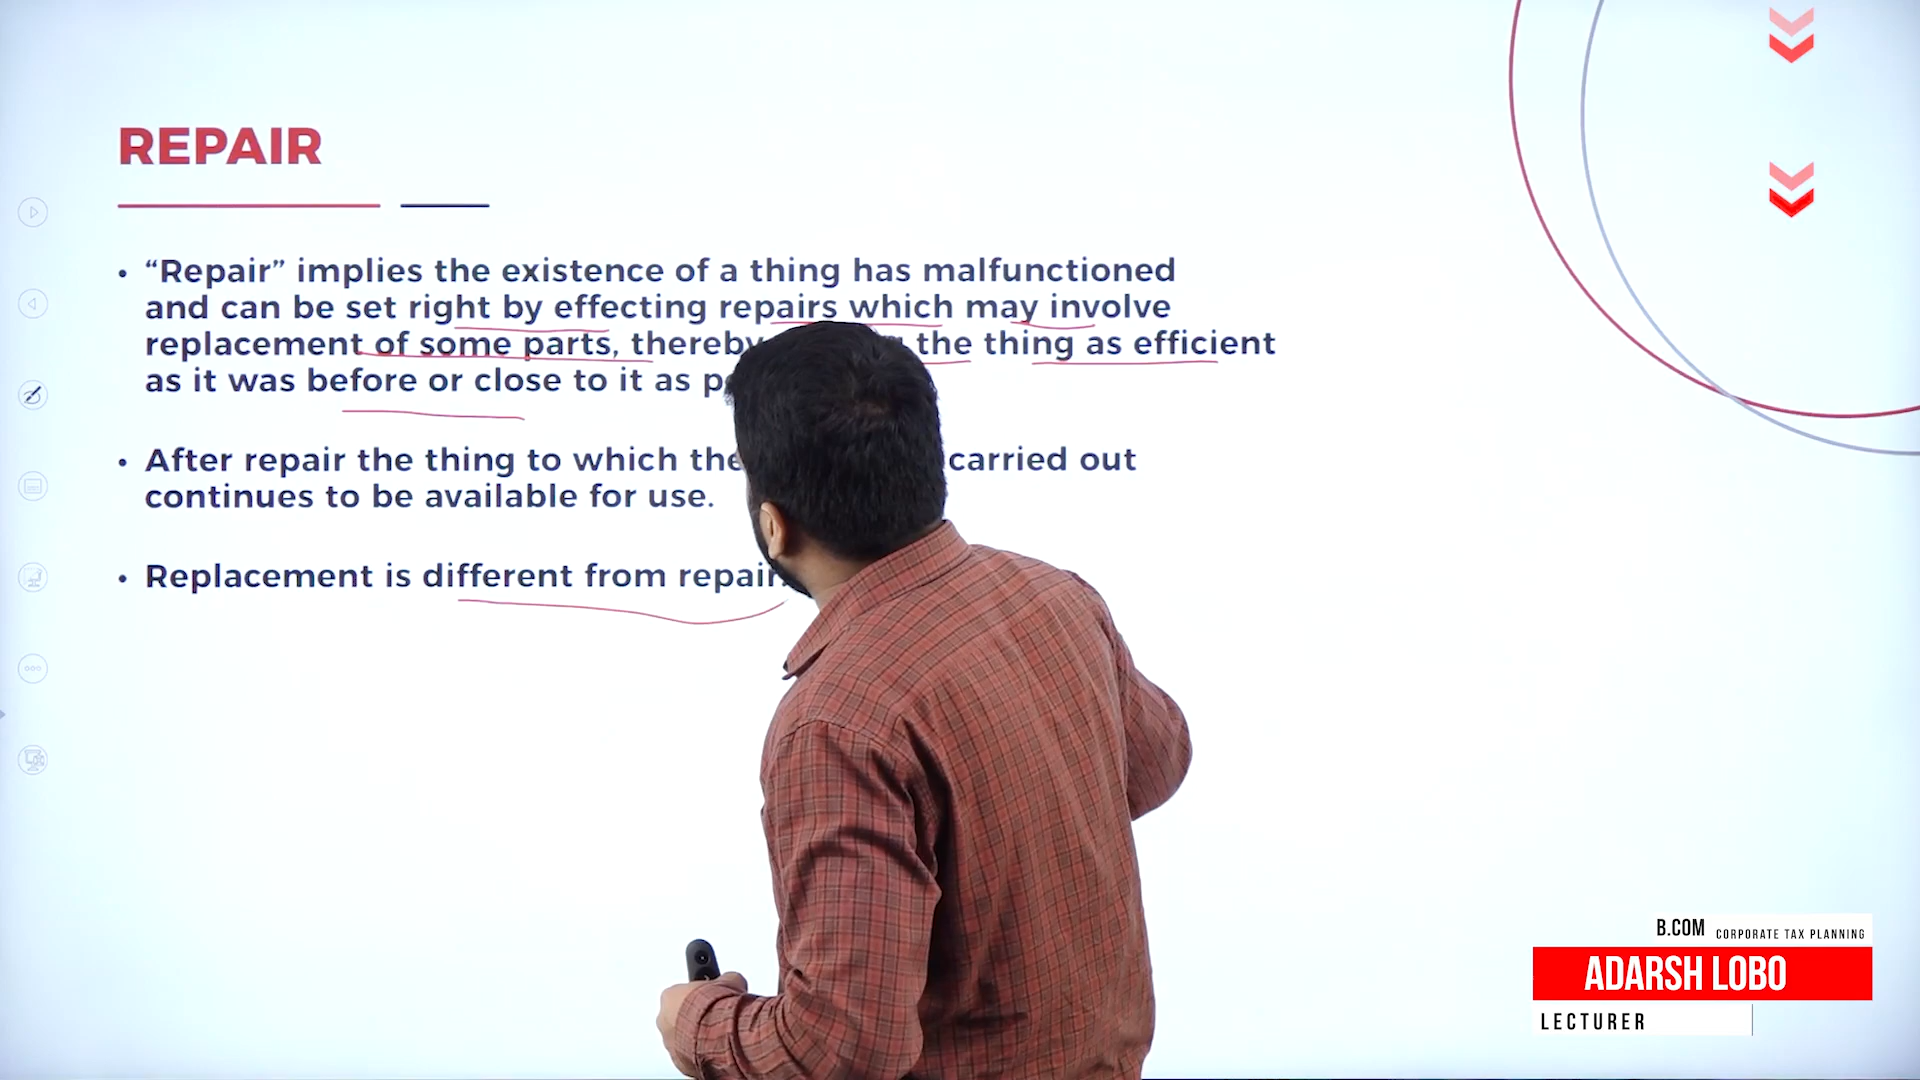 REPAIR
• “Repair” implies the existence of a thing has malfunctioned
and can be set right by effecting repairs which may involve
replacement of some parts, thereby the thing as efficient
as it was before or close to it as
• After repair the thing to which the carried out
continues to be available for use.
• Replacement is different from repair.
B.COM CORPORATE TAX PLANNING
ADARSH LOBO
LECTURER